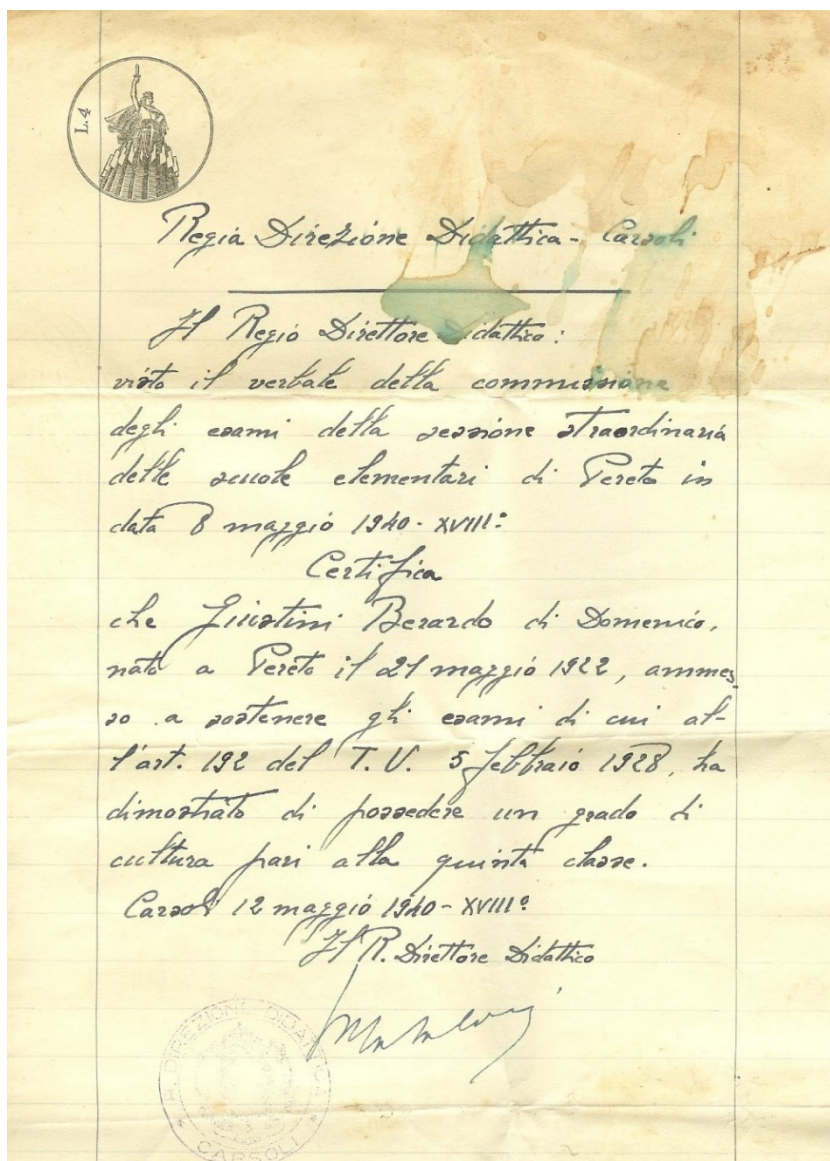 L.4
Regia Direzione Didattica - Carsoli
Il Regio Direttore Didattico:
visto il verbale della commissione
degli esami della sessione straordinaria
delle scuole elementari di Pereto in
data 8 maggio 1940 - XVIII°
Certifica
che Giustini Berardo di Domenico,
nato a Pereto il 21 maggio 1922, ammes-
so a sostenere gli esami di cui al-
l'art. 192 del T. U. 5 febbraio 1928, ha
dimostrato di possedere un grado di
cultura pari alla quinta classe.
Carsoli 12 maggio 1940 - XVIII°
Il R. Direttore Didattico
R. DIREZIONE DIDATTICA
CARSOLI